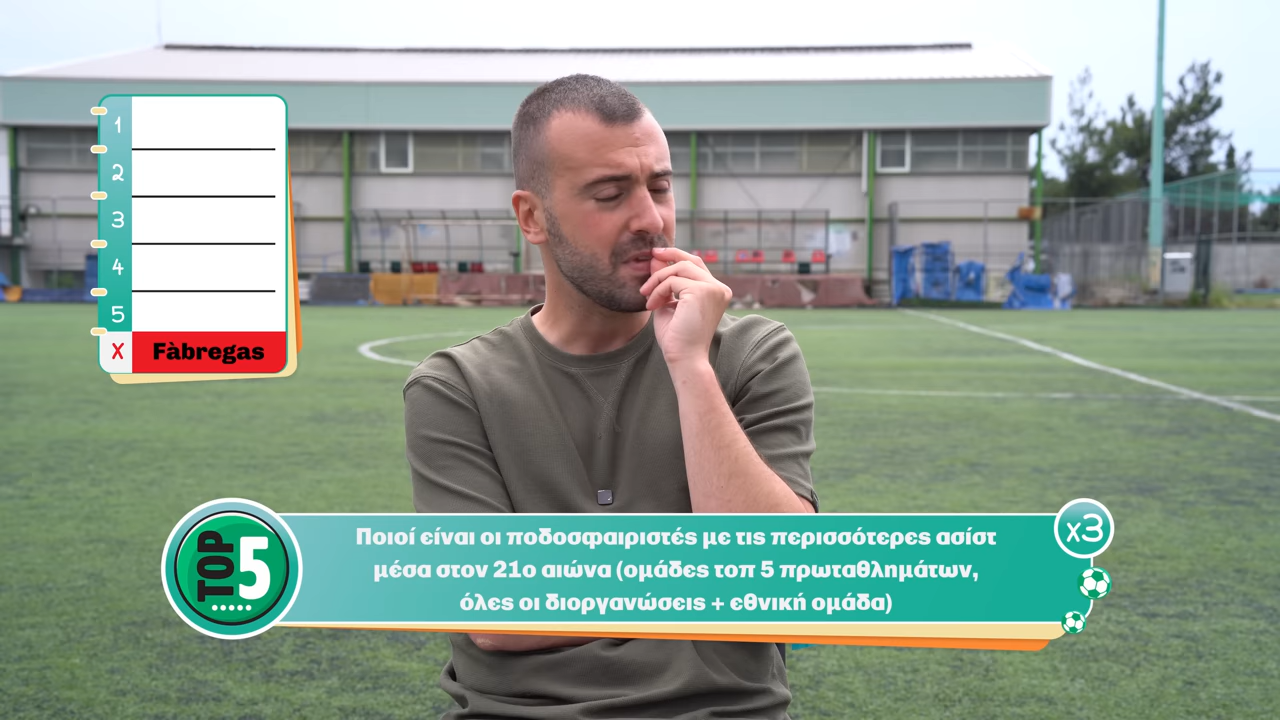 1
2
3
4
5
X Fàbregas
TOP 5
Ποιοί είναι οι ποδοσφαιριστές με τις περισσότερες ασίστ
μέσα στον 21ο αιώνα (ομάδες τοπ 5 πρωταθλημάτων,
όλες οι διοργανώσεις + εθνική ομάδα)
x3